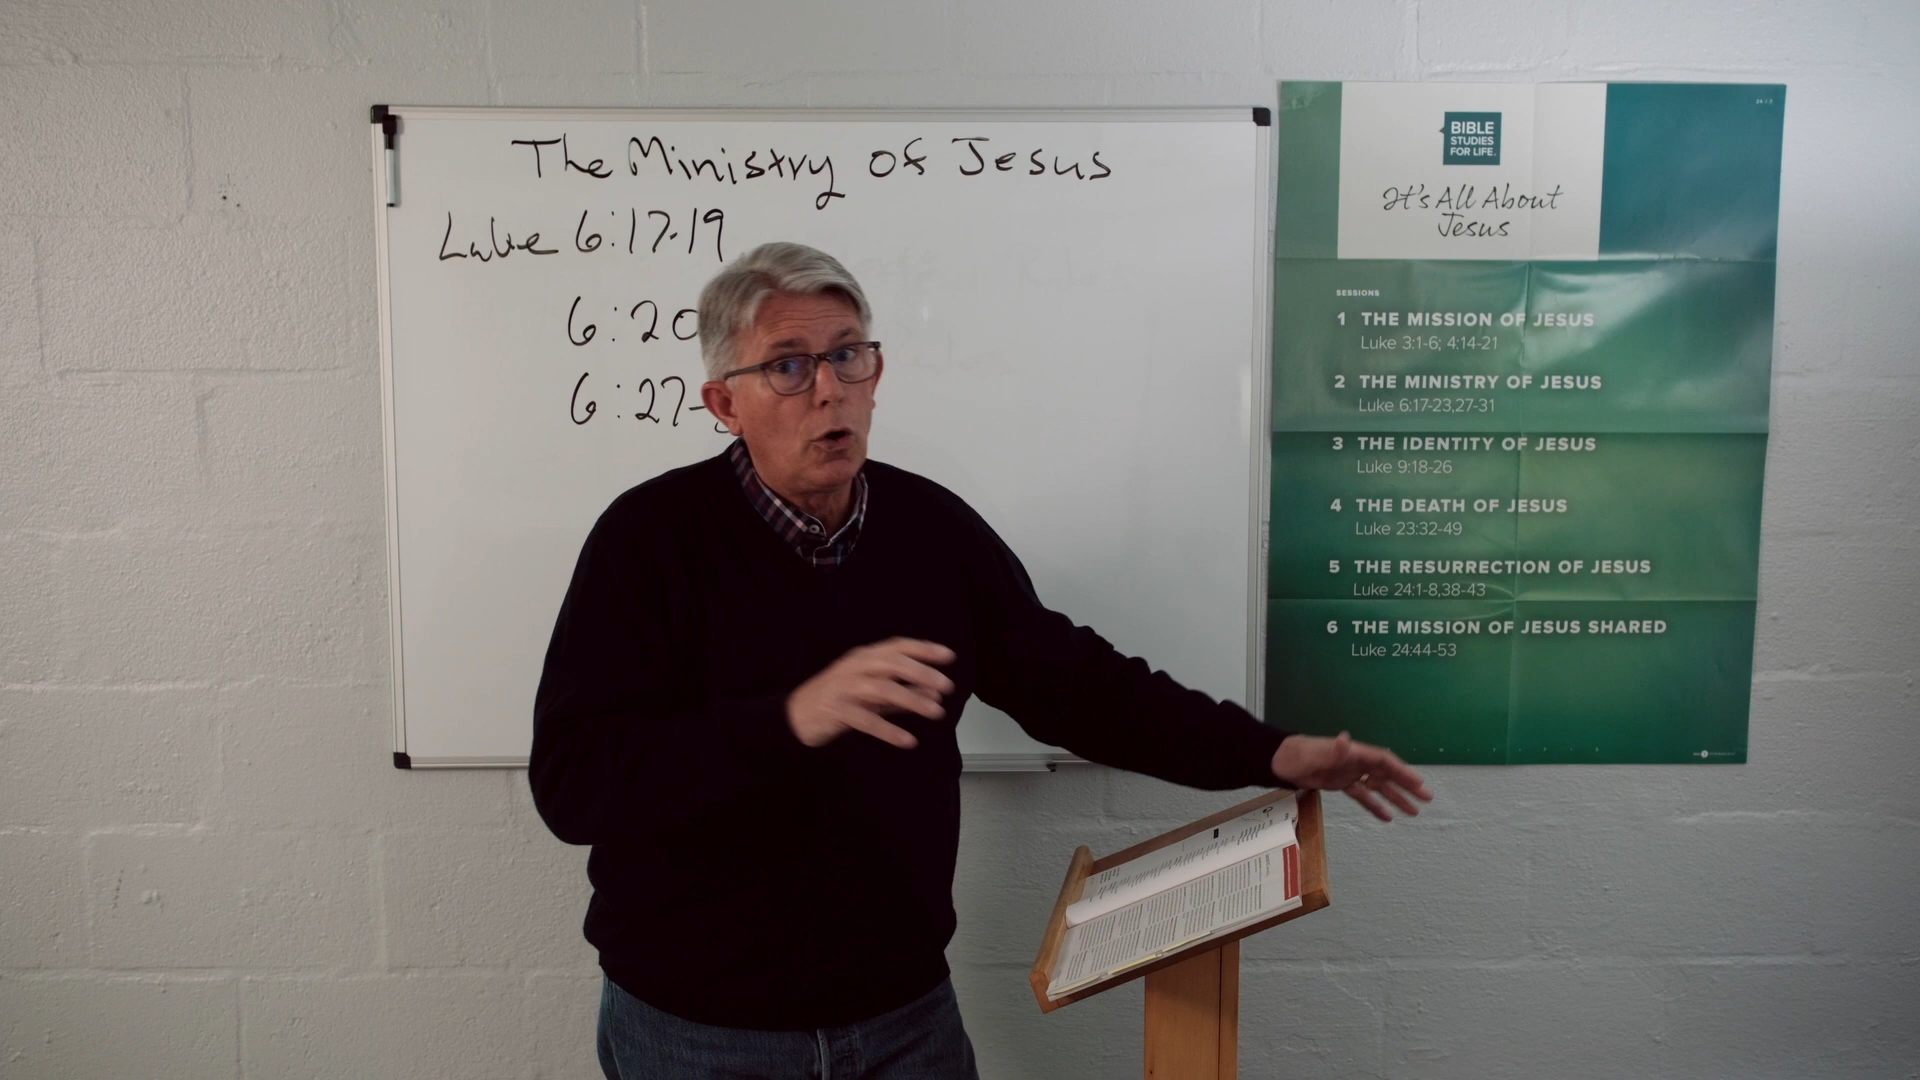 The Ministry of Jesus
Luke 6:17-19
6:20
6:27-
BIBLE
STUDIES
FOR LIFE.
It's All About
Jesus
SESSIONS
1 THE MISSION OF JESUS
Luke 3:1-6; 4:14-21
2 THE MINISTRY OF JESUS
Luke 6:17-23,27-31
3 THE IDENTITY OF JESUS
Luke 9:18-26
4 THE DEATH OF JESUS
Luke 23:32-49
5 THE RESURRECTION OF JESUS
Luke 24:1-8,38-43
6 THE MISSION OF JESUS SHARED
Luke 24:44-53